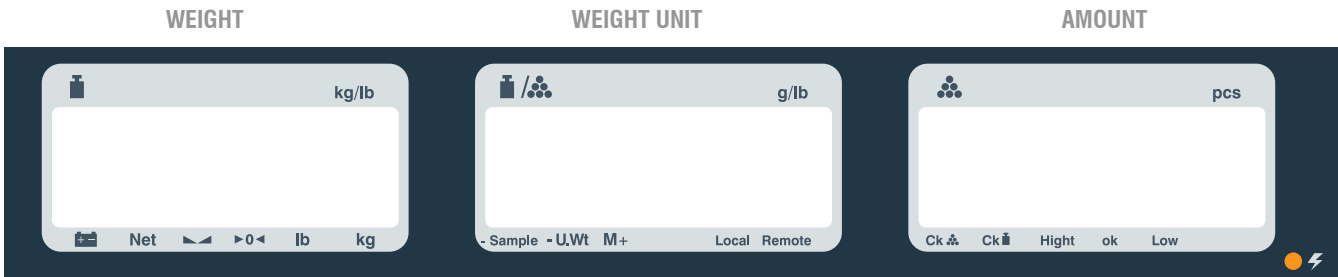 WEIGHT WEIGHT UNIT AMOUNT
kg/lb g/lb pcs
Net ►0◄ lb kg - Sample - U.Wt M+ Local Remote Ck Ck Hight ok Low